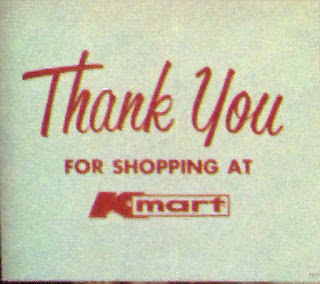 Thank You
FOR SHOPPING AT
Kmart